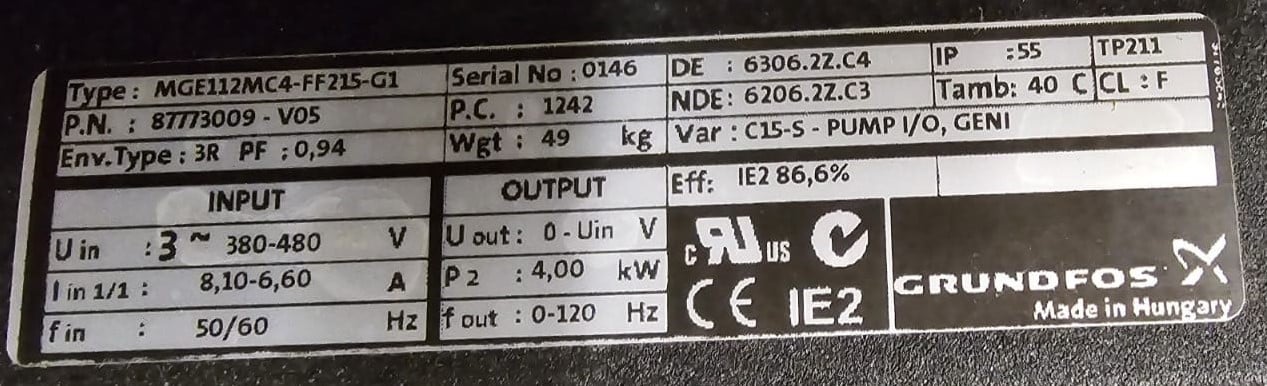 Type : MGE112MC4-FF215-G1 Serial No : 0146 DE : 6306.2Z.C4 IP :55 TP211
P.N. : 87773009 - V05 P.C. : 1242 NDE: 6206.2Z.C3 Tamb: 40 C CL : F
Env.Type : 3R PF : 0,94 Wgt : 49 kg Var : C15-S - PUMP I/O, GENI
INPUT OUTPUT Eff: IE2 86,6%
U in : 3 ~ 380-480 V U out : 0 - Uin V
I in 1/1 : 8,10-6,60 A P2 : 4,00 kW
f in : 50/60 Hz f out : 0-120 Hz
c RU US
CE IE2
GRUNDFOS
Made in Hungary